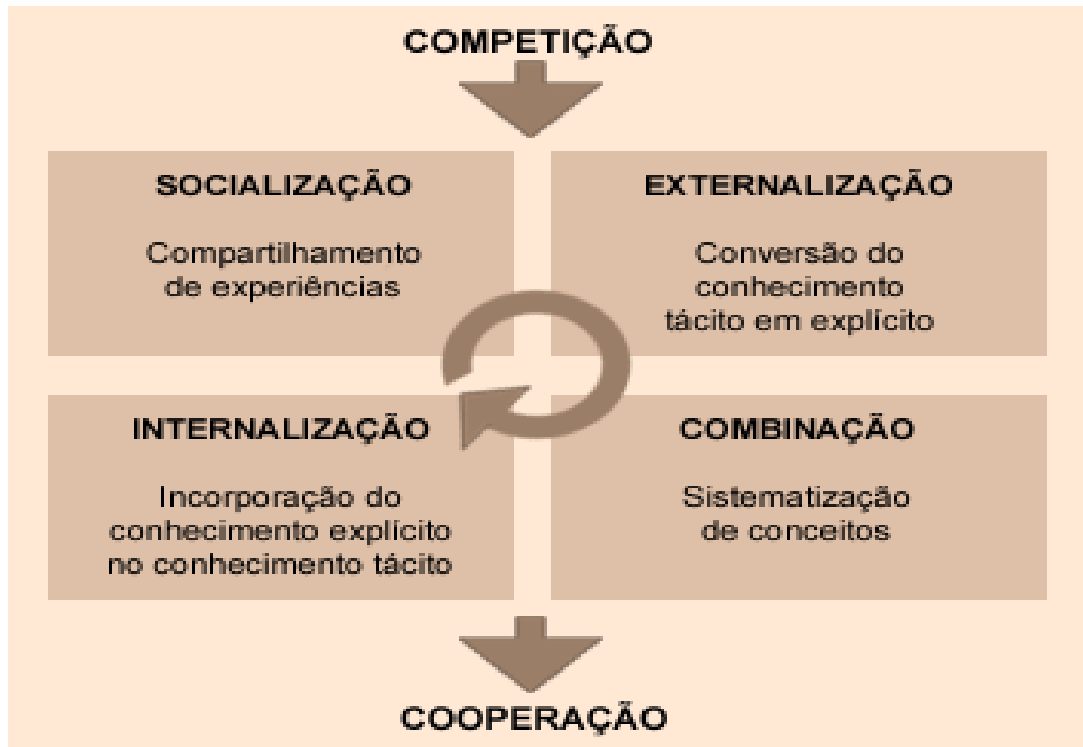 COMPETIÇÃO
SOCIALIZAÇÃO
Compartilhamento
de experiências
EXTERNALIZAÇÃO
Conversão do
conhecimento
tácito em explícito
INTERNALIZAÇÃO
Incorporação do
conhecimento explícito
no conhecimento tácito
COMBINAÇÃO
Sistematização
de conceitos
COOPERAÇÃO